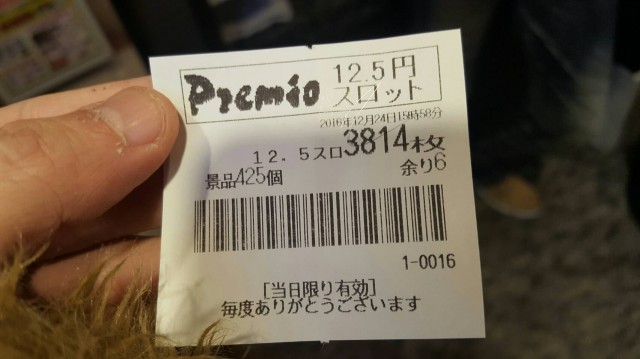 Premio 12.5円
スロット
2016年12月24日15時58分
12.5スロ3814枚
景品425個 余り6
1-0016
[当日限り有効]
毎度ありがとうございます